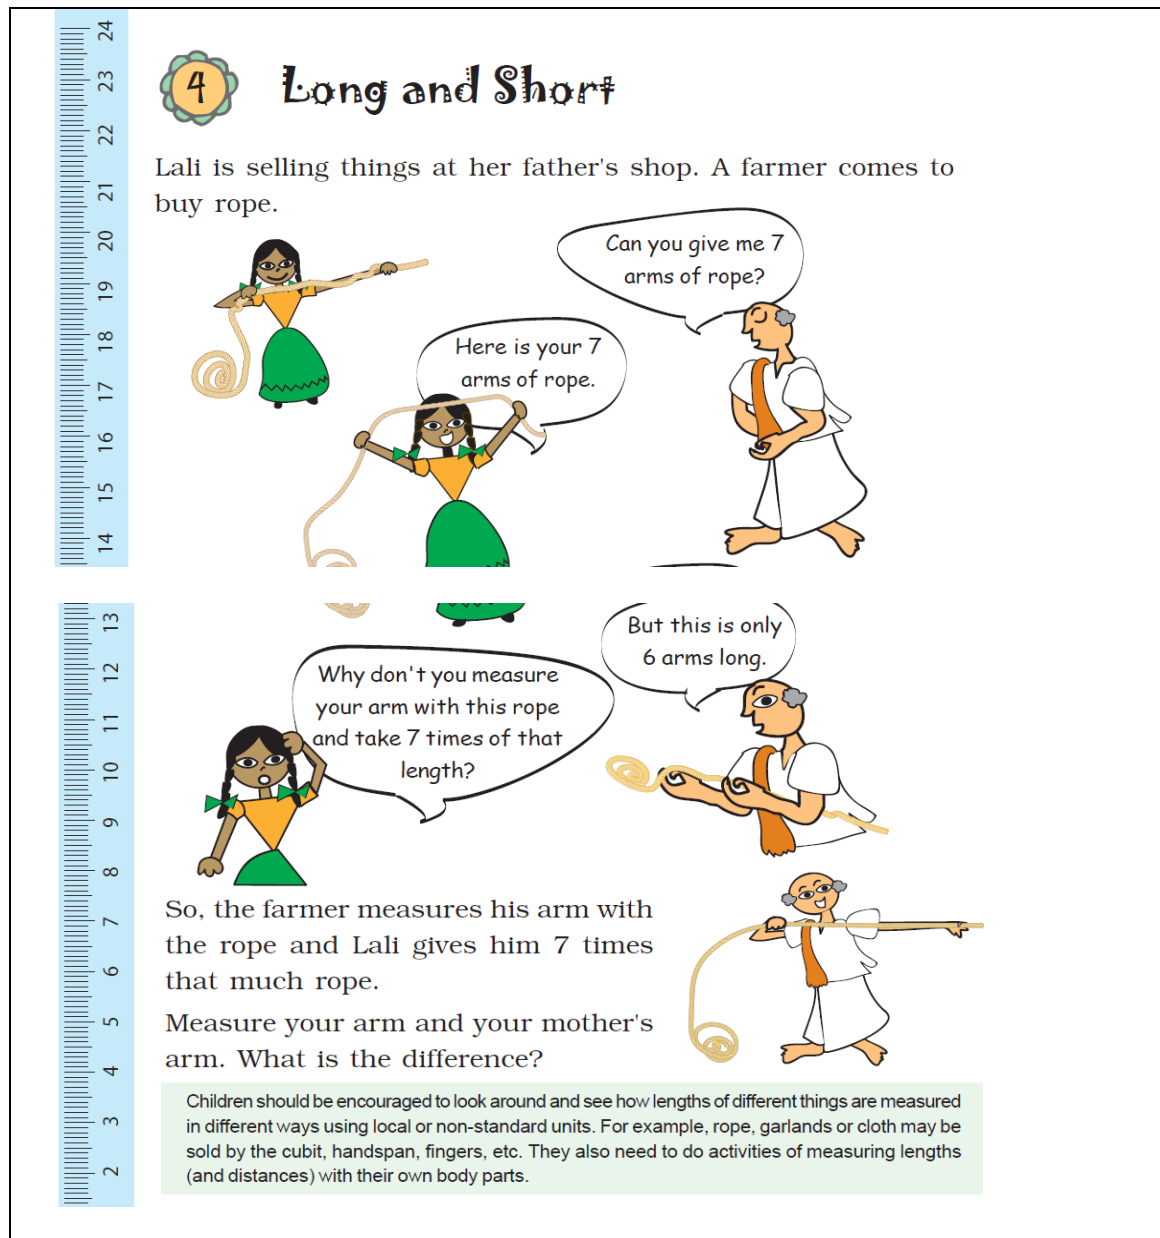 24
23
22
21
20
19
18
17
16
15
14
4
Long and Short
Lali is selling things at her father's shop. A farmer comes to
buy rope.
Can you give me 7
arms of rope?
Here is your 7
arms of rope.
13
12
11
10
9
8
7
6
5
4
3
2
But this is only
6 arms long.
Why don't you measure
your arm with this rope
and take 7 times of that
length?
So, the farmer measures his arm with
the rope and Lali gives him 7 times
that much rope.
Measure your arm and your mother's
arm. What is the difference?
Children should be encouraged to look around and see how lengths of different things are measured
in different ways using local or non-standard units. For example, rope, garlands or cloth may be
sold by the cubit, handspan, fingers, etc. They also need to do activities of measuring lengths
(and distances) with their own body parts.